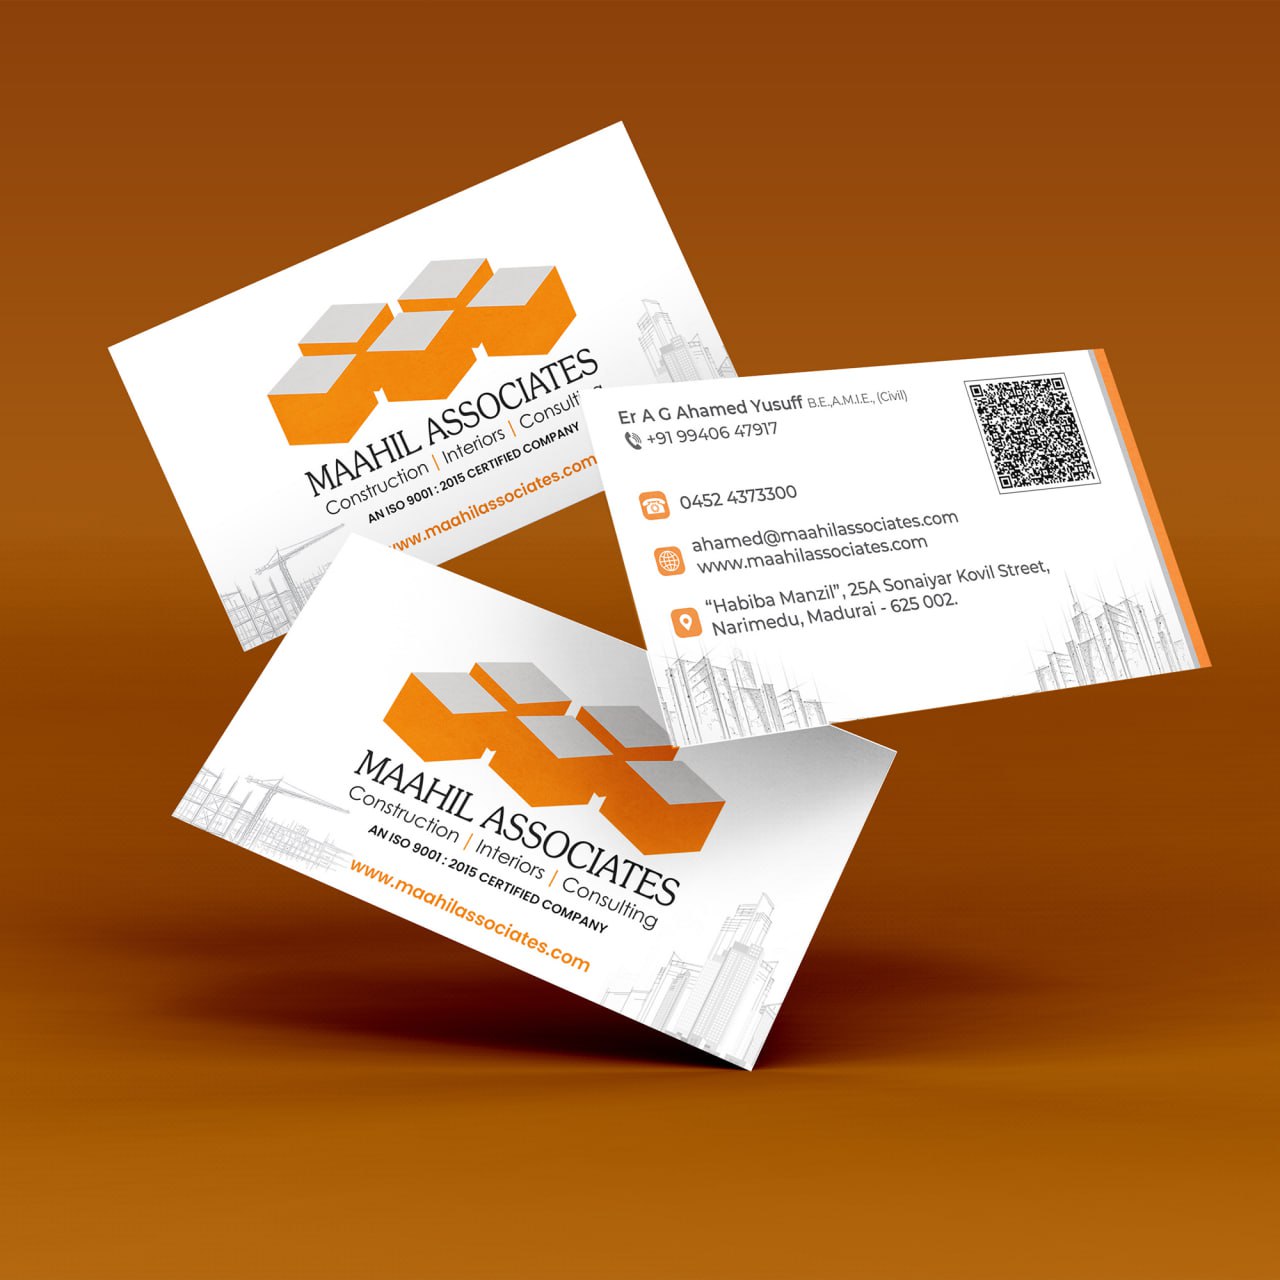 MAAHIL ASSOCIATES
Construction | Interiors | Consulting
AN ISO 9001 : 2015 CERTIFIED COMPANY
www.maahilassociates.com
Er A G Ahamed Yusuff B.E.,A.M.I.E., (Civil)
+91 99406 47917
0452 4373300
ahamed@maahilassociates.com
www.maahilassociates.com
“Habiba Manzil”, 25A Sonaiyar Kovil Street,
Narimedu, Madurai - 625 002.
MAAHIL ASSOCIATES
Construction | Interiors | Consulting
AN ISO 9001 : 2015 CERTIFIED COMPANY
www.maahilassociates.com